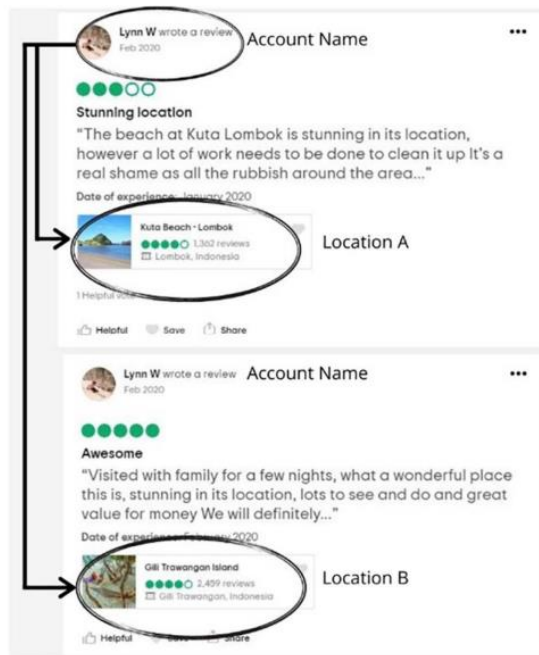 Lynn W wrote a review Account Name
Feb 2020
Stunning location
"The beach at Kuta Lombok is stunning in its location,
however a lot of work needs to be done to clean it up It's a
real shame as all the rubbish around the area..."
Date of experience: January 2020
Kuta Beach - Lombok
1,362 reviews
Lombok, Indonesia
Location A
1 Helpful vote
Helpful Save Share
Lynn W wrote a review Account Name
Feb 2020
Awesome
"Visited with family for a few nights, what a wonderful place
this is, stunning in its location, lots to see and do and great
value for money We will definitely..."
Date of experience: February 2020
Gili Trawangan Island
2,459 reviews
Gili Trawangan, Indonesia
Location B
Helpful Save Share